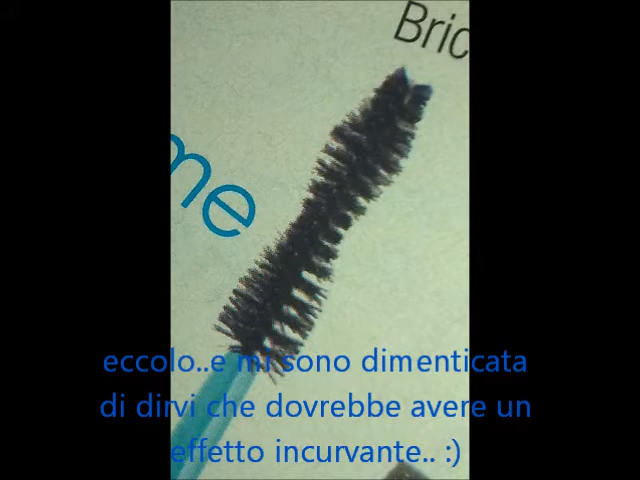 Bric
me
eccolo..e mi sono dimenticata
di dirvi che dovrebbe avere un
effetto incurvante.. :)